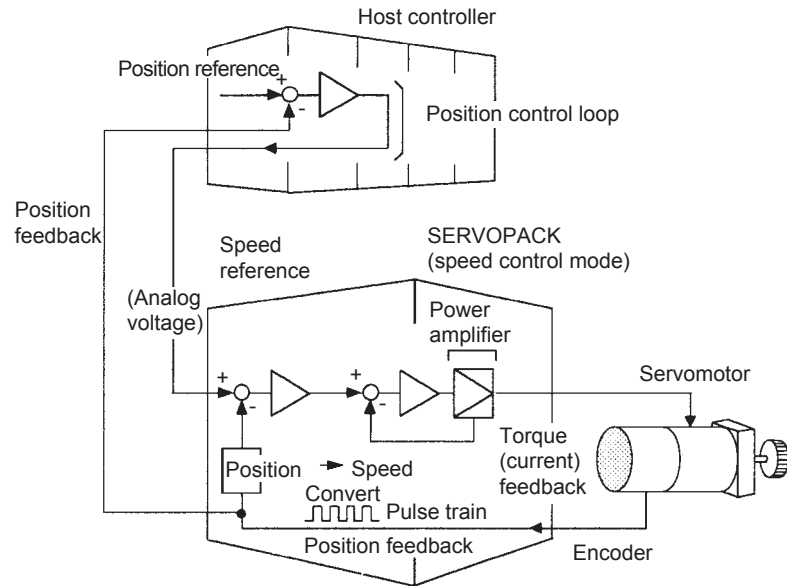 Host controller
Position reference
+
-
Position control loop
Position
feedback
Speed
reference
SERVOPACK
(speed control mode)
(Analog
voltage)
Power
amplifier
+
-
+
-
Servomotor
Torque
(current)
feedback
Position
Speed
Convert
Pulse train
Position feedback
Encoder